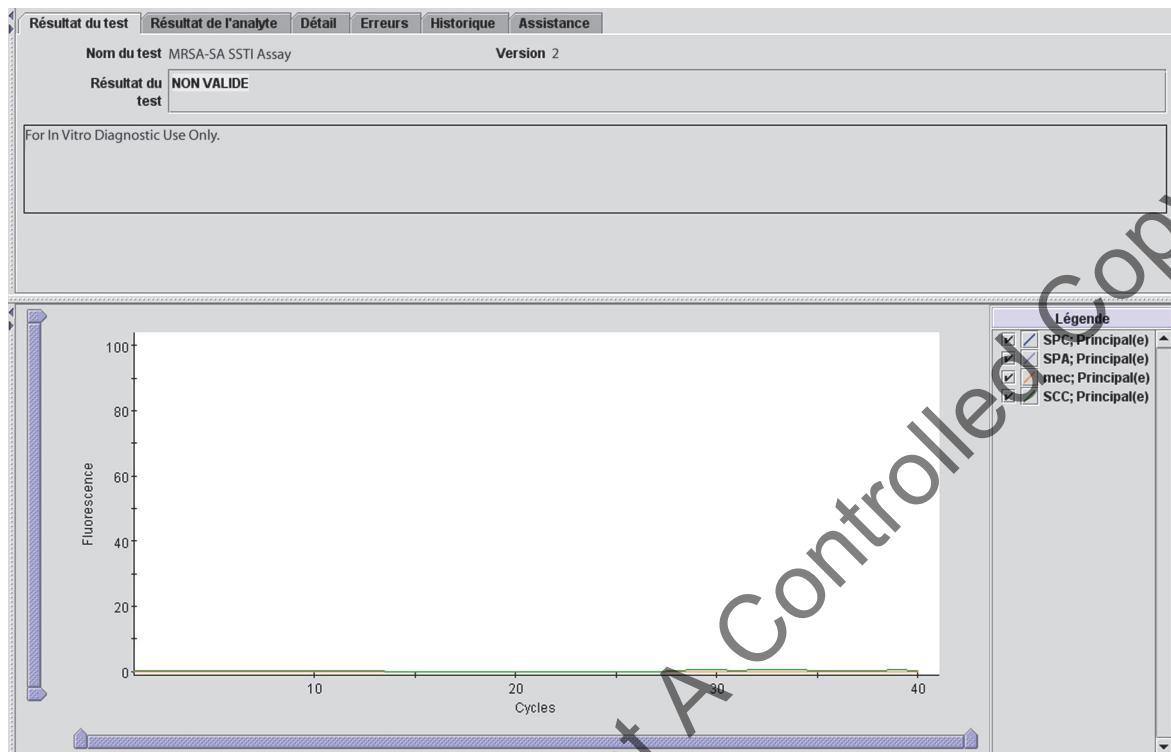 Résultat du test Résultat de l'analyte Détail Erreurs Historique Assistance
Nom du test MRSA-SA SSTI Assay Version 2
Résultat du test NON VALIDE
For In Vitro Diagnostic Use Only.
Légende
SPC; Principal(e)
SPA; Principal(e)
mec; Principal(e)
SCC; Principal(e)
100
80
60
40
20
0
Fluorescence
10 20 30 40
Cycles
t A Controlled Copy